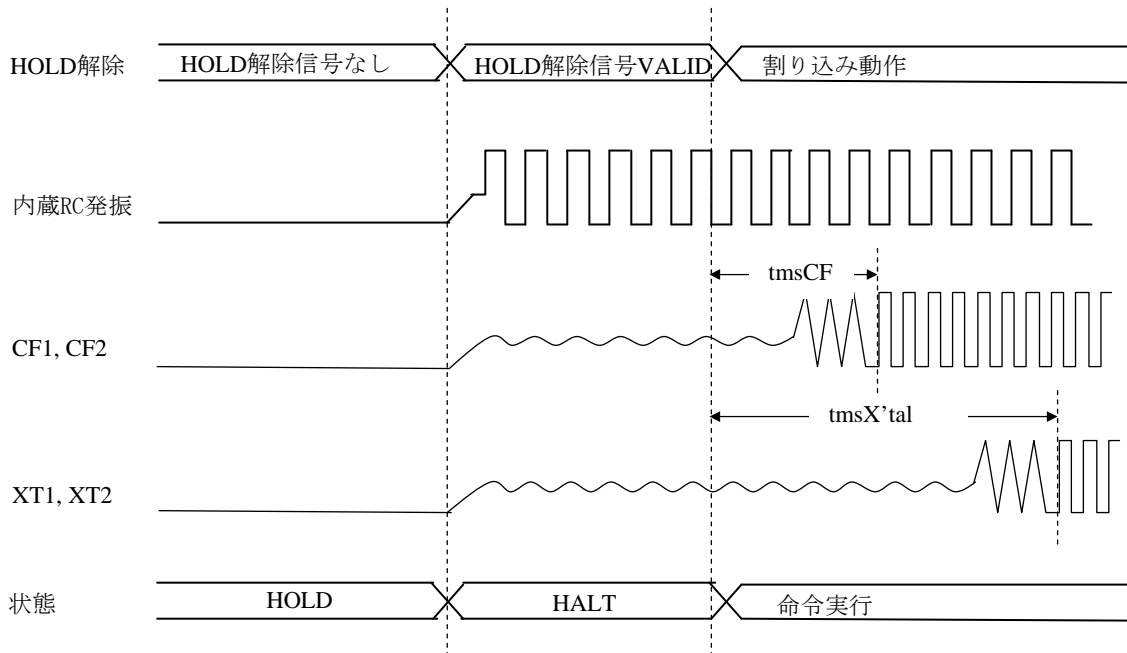 HOLD解除 HOLD解除信号なし HOLD解除信号VALID 割り込み動作
内蔵RC発振
tmsCF
CF1, CF2
tmsX’tal
XT1, XT2
状態 HOLD HALT 命令実行